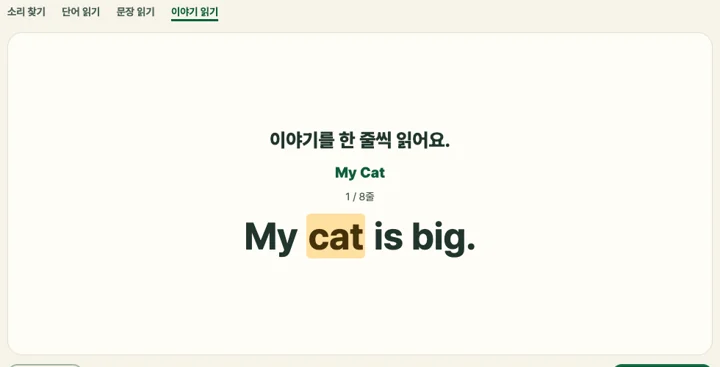 소리 찾기 단어 읽기 문장 읽기 이야기 읽기
이야기를 한 줄씩 읽어요.
My Cat
1 / 8줄
My cat is big.